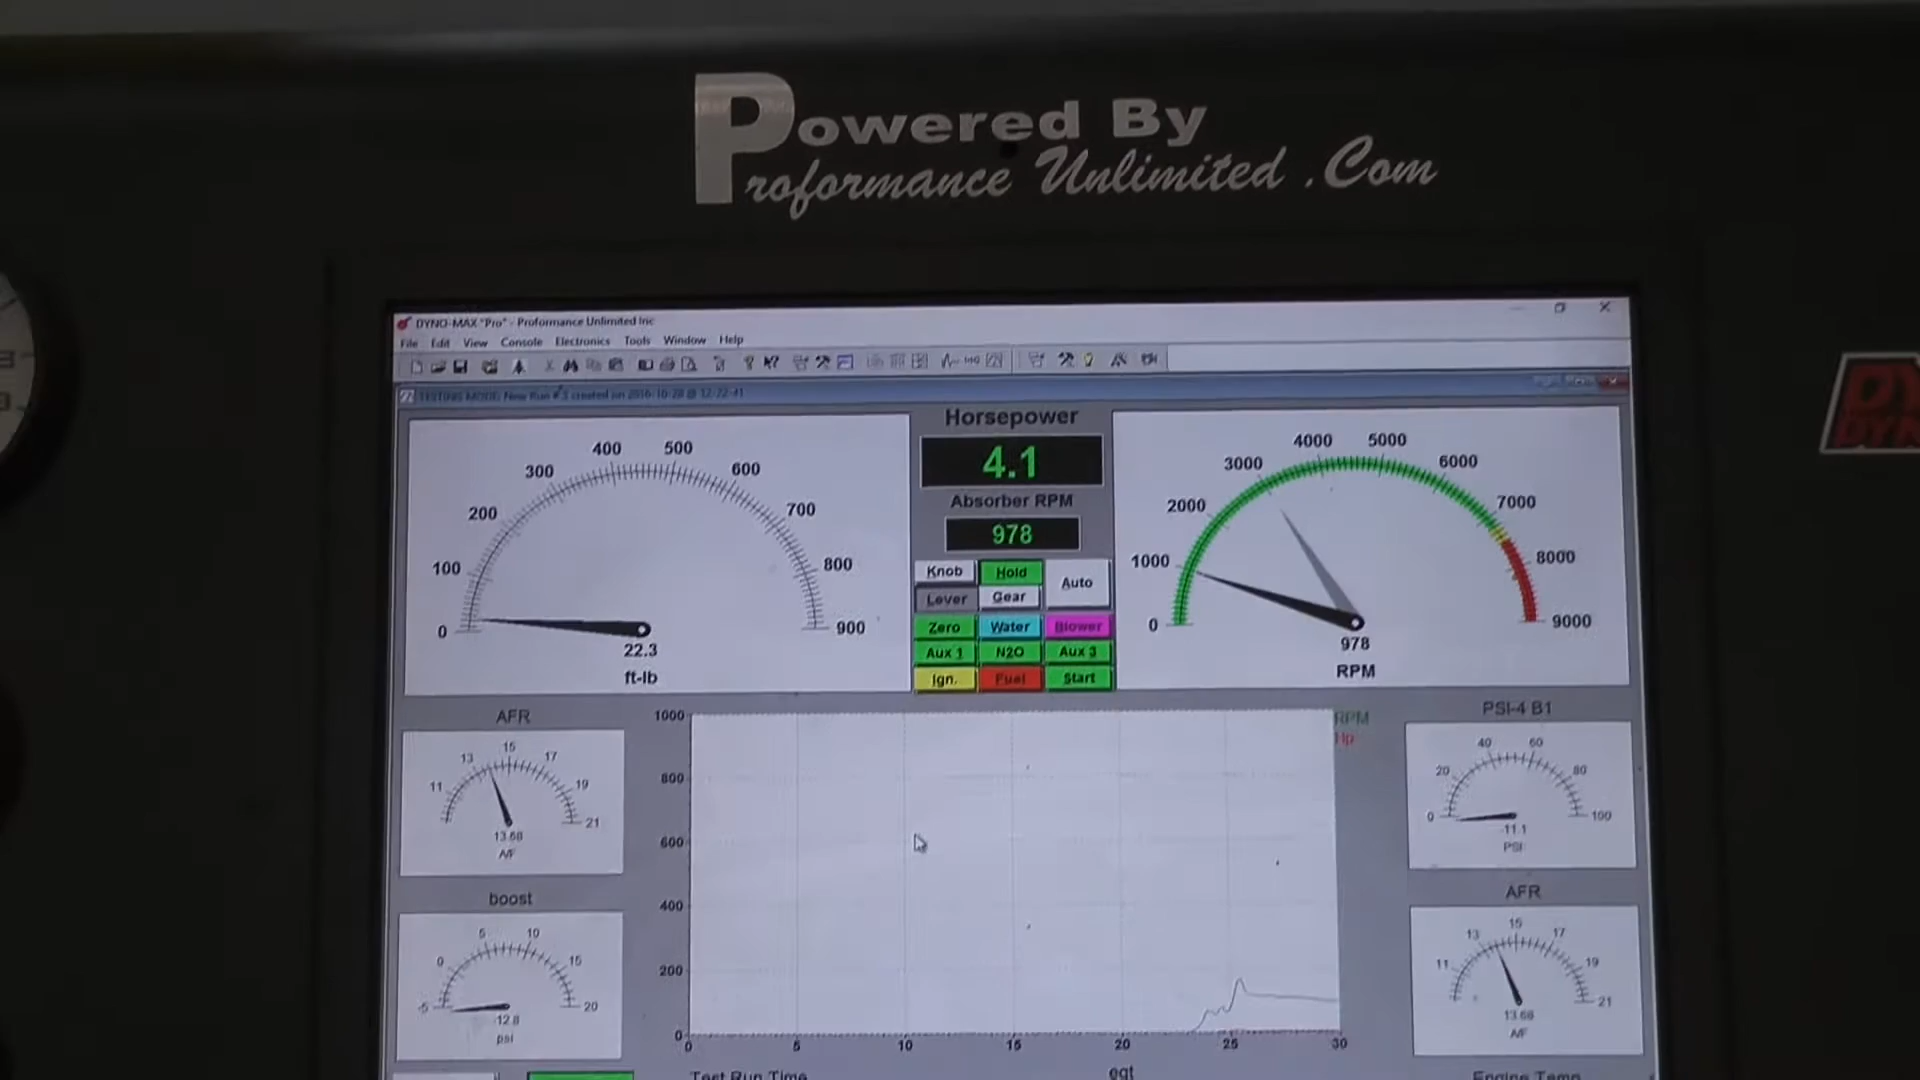 Powered By
Proformance Unlimited .Com
DYNO-MAX "Pro" - Proformance Unlimited Inc
File Edit View Console Electronics Tools Window Help
TESTING MODE: New Run # created on 2016-10-28 @ 12-22-41
Horsepower
4.1
Absorber RPM
978
Knob Hold Auto
Lever Gear
Zero Water Blower
Aux 1 N2O Aux 3
Ign. Fuel Start
0 100 200 300 400 500 600 700 800 900
22.3
ft-lb
0 1000 2000 3000 4000 5000 6000 7000 8000 9000
978
RPM
AFR
11 13 15 17 19 21
13.68
A/F
boost
-5 0 5 10 15 20
-12.8
psi
1000
800
600
400
200
0
0 5 10 15 20 25 30
RPM
Hp
Test Run Time
egt
PSI-4 B1
0 20 40 60 80 100
-11.1
PSI
AFR
11 13 15 17 19 21
13.68
A/F
Engine Temp
DY
DYN